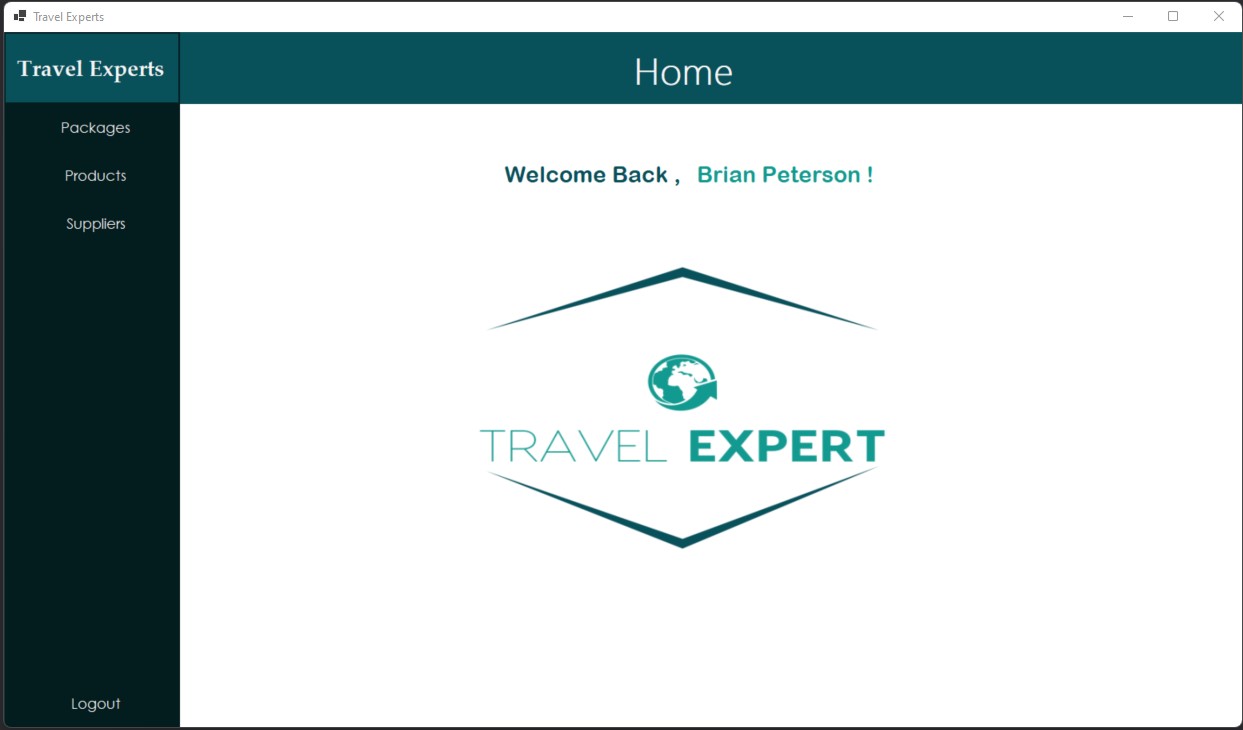 Travel Experts
Travel Experts
Home
Packages
Products
Suppliers
Welcome Back , Brian Peterson !
TRAVEL EXPERT
Logout